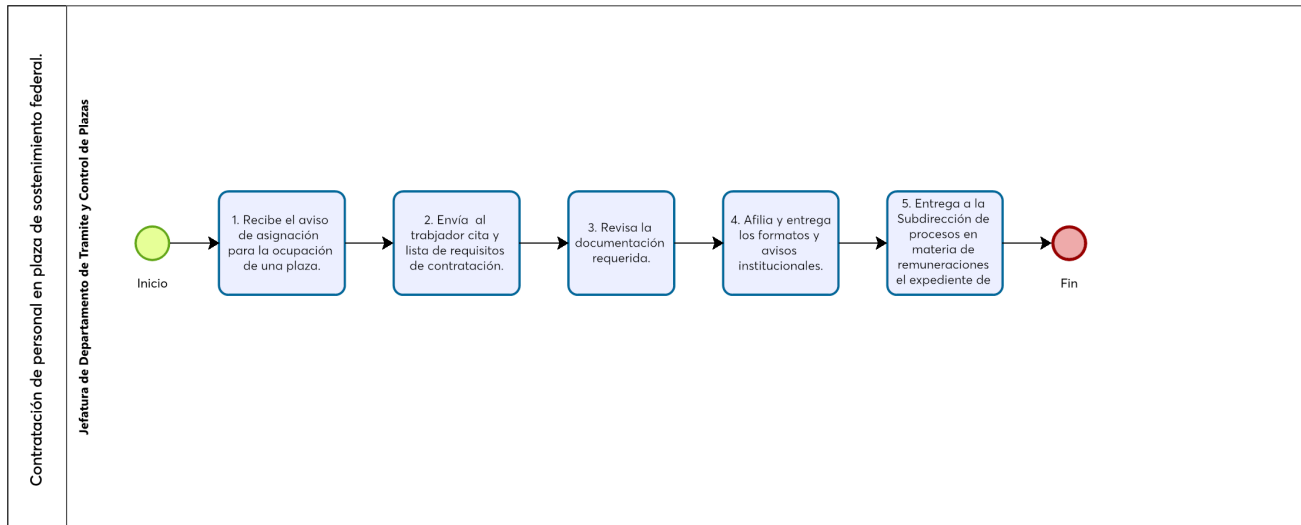 Contratación de personal en plaza de sostenimiento federal.
Jefatura de Departamento de Tramite y Control de Plazas
Inicio
1. Recibe el aviso
de asignación
para la ocupación
de una plaza.
2. Envía al
trabjador cita y
lista de requisitos
de contratación.
3. Revisa la
documentación
requerida.
4. Afilia y entrega
los formatos y
avisos
institucionales.
5. Entrega a la
Subdirección de
procesos en
materia de
remuneraciones
el expediente de
Fin